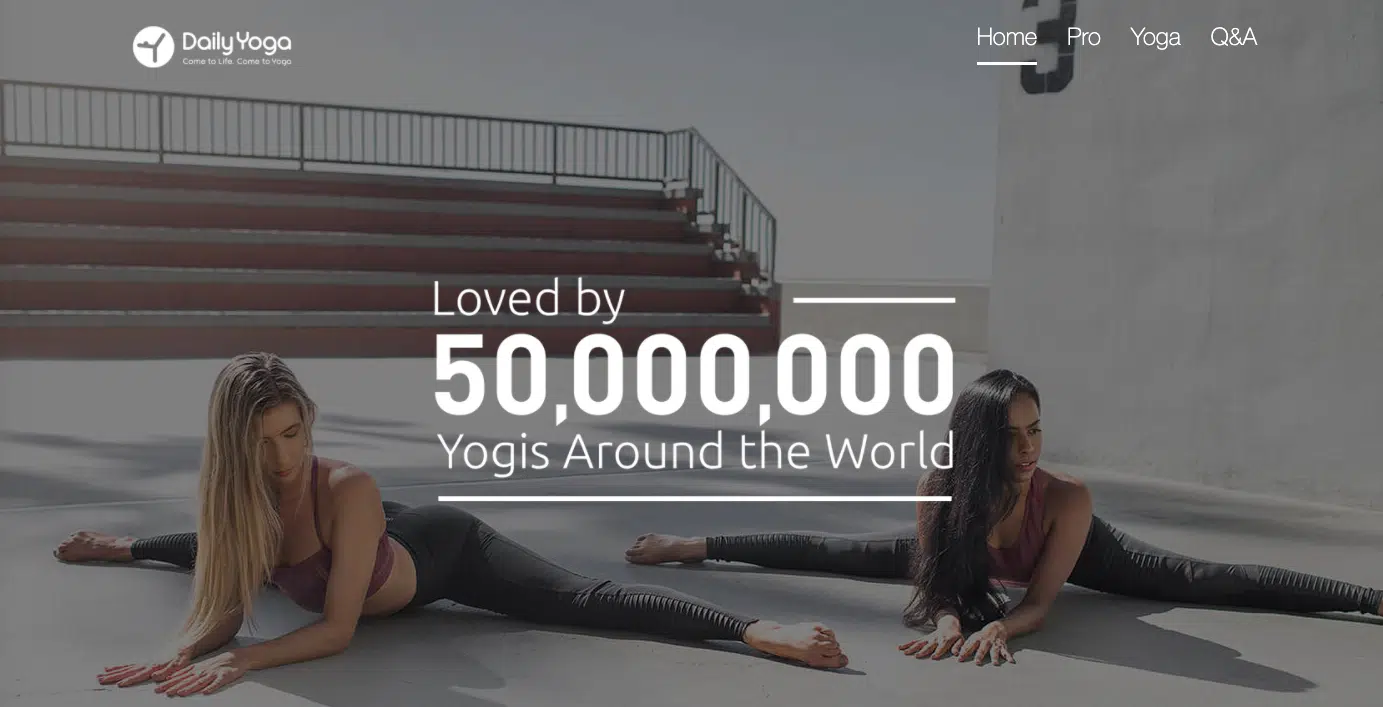 Daily Yoga
Come to Life. Come to Yoga
Home Pro Yoga Q&A
3
Loved by
50,000,000
Yogis Around the World